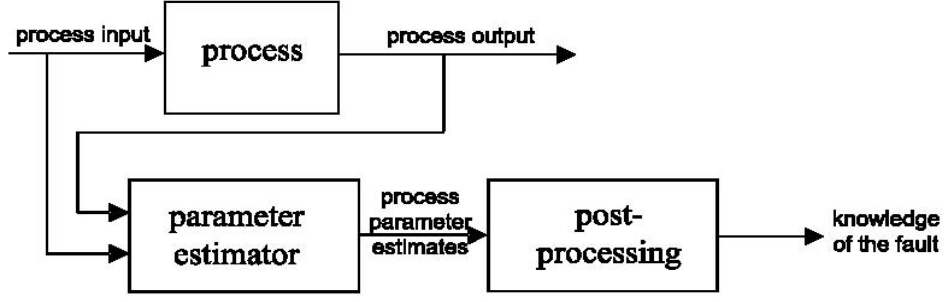 process input
process
process output
parameter
estimator
process
parameter
estimates
post-
processing
knowledge
of the fault